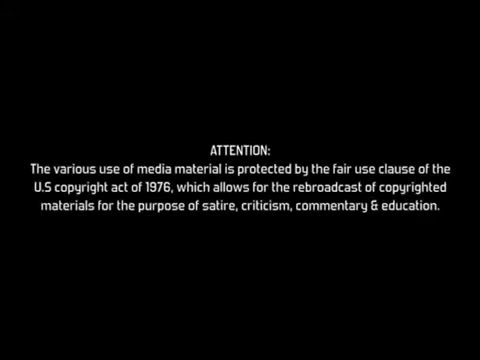 ATTENTION:
The various use of media material is protected by the fair use clause of the
U.S copyright act of 1976, which allows for the rebroadcast of copyrighted
materials for the purpose of satire, criticism, commentary & education.